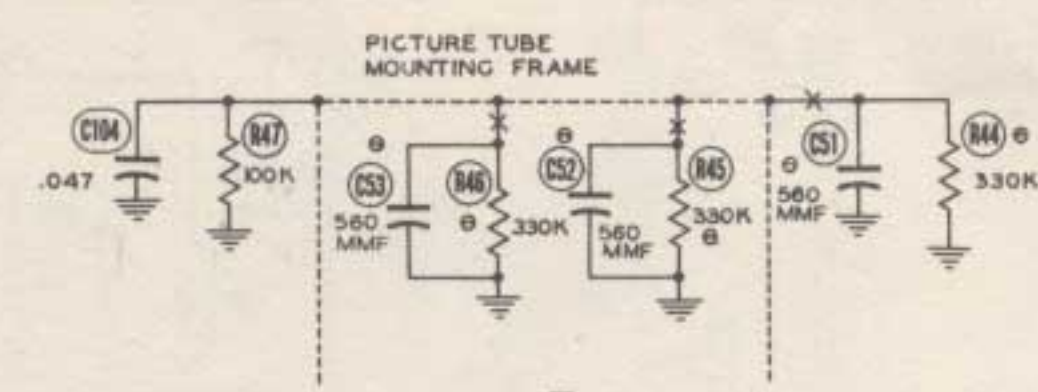 PICTURE TUBE
MOUNTING FRAME
C104
.047
R47
100K
C53
560
MMF
R46
330K
C52
560
MMF
R45
330K
C51
560
MMF
R44
330K